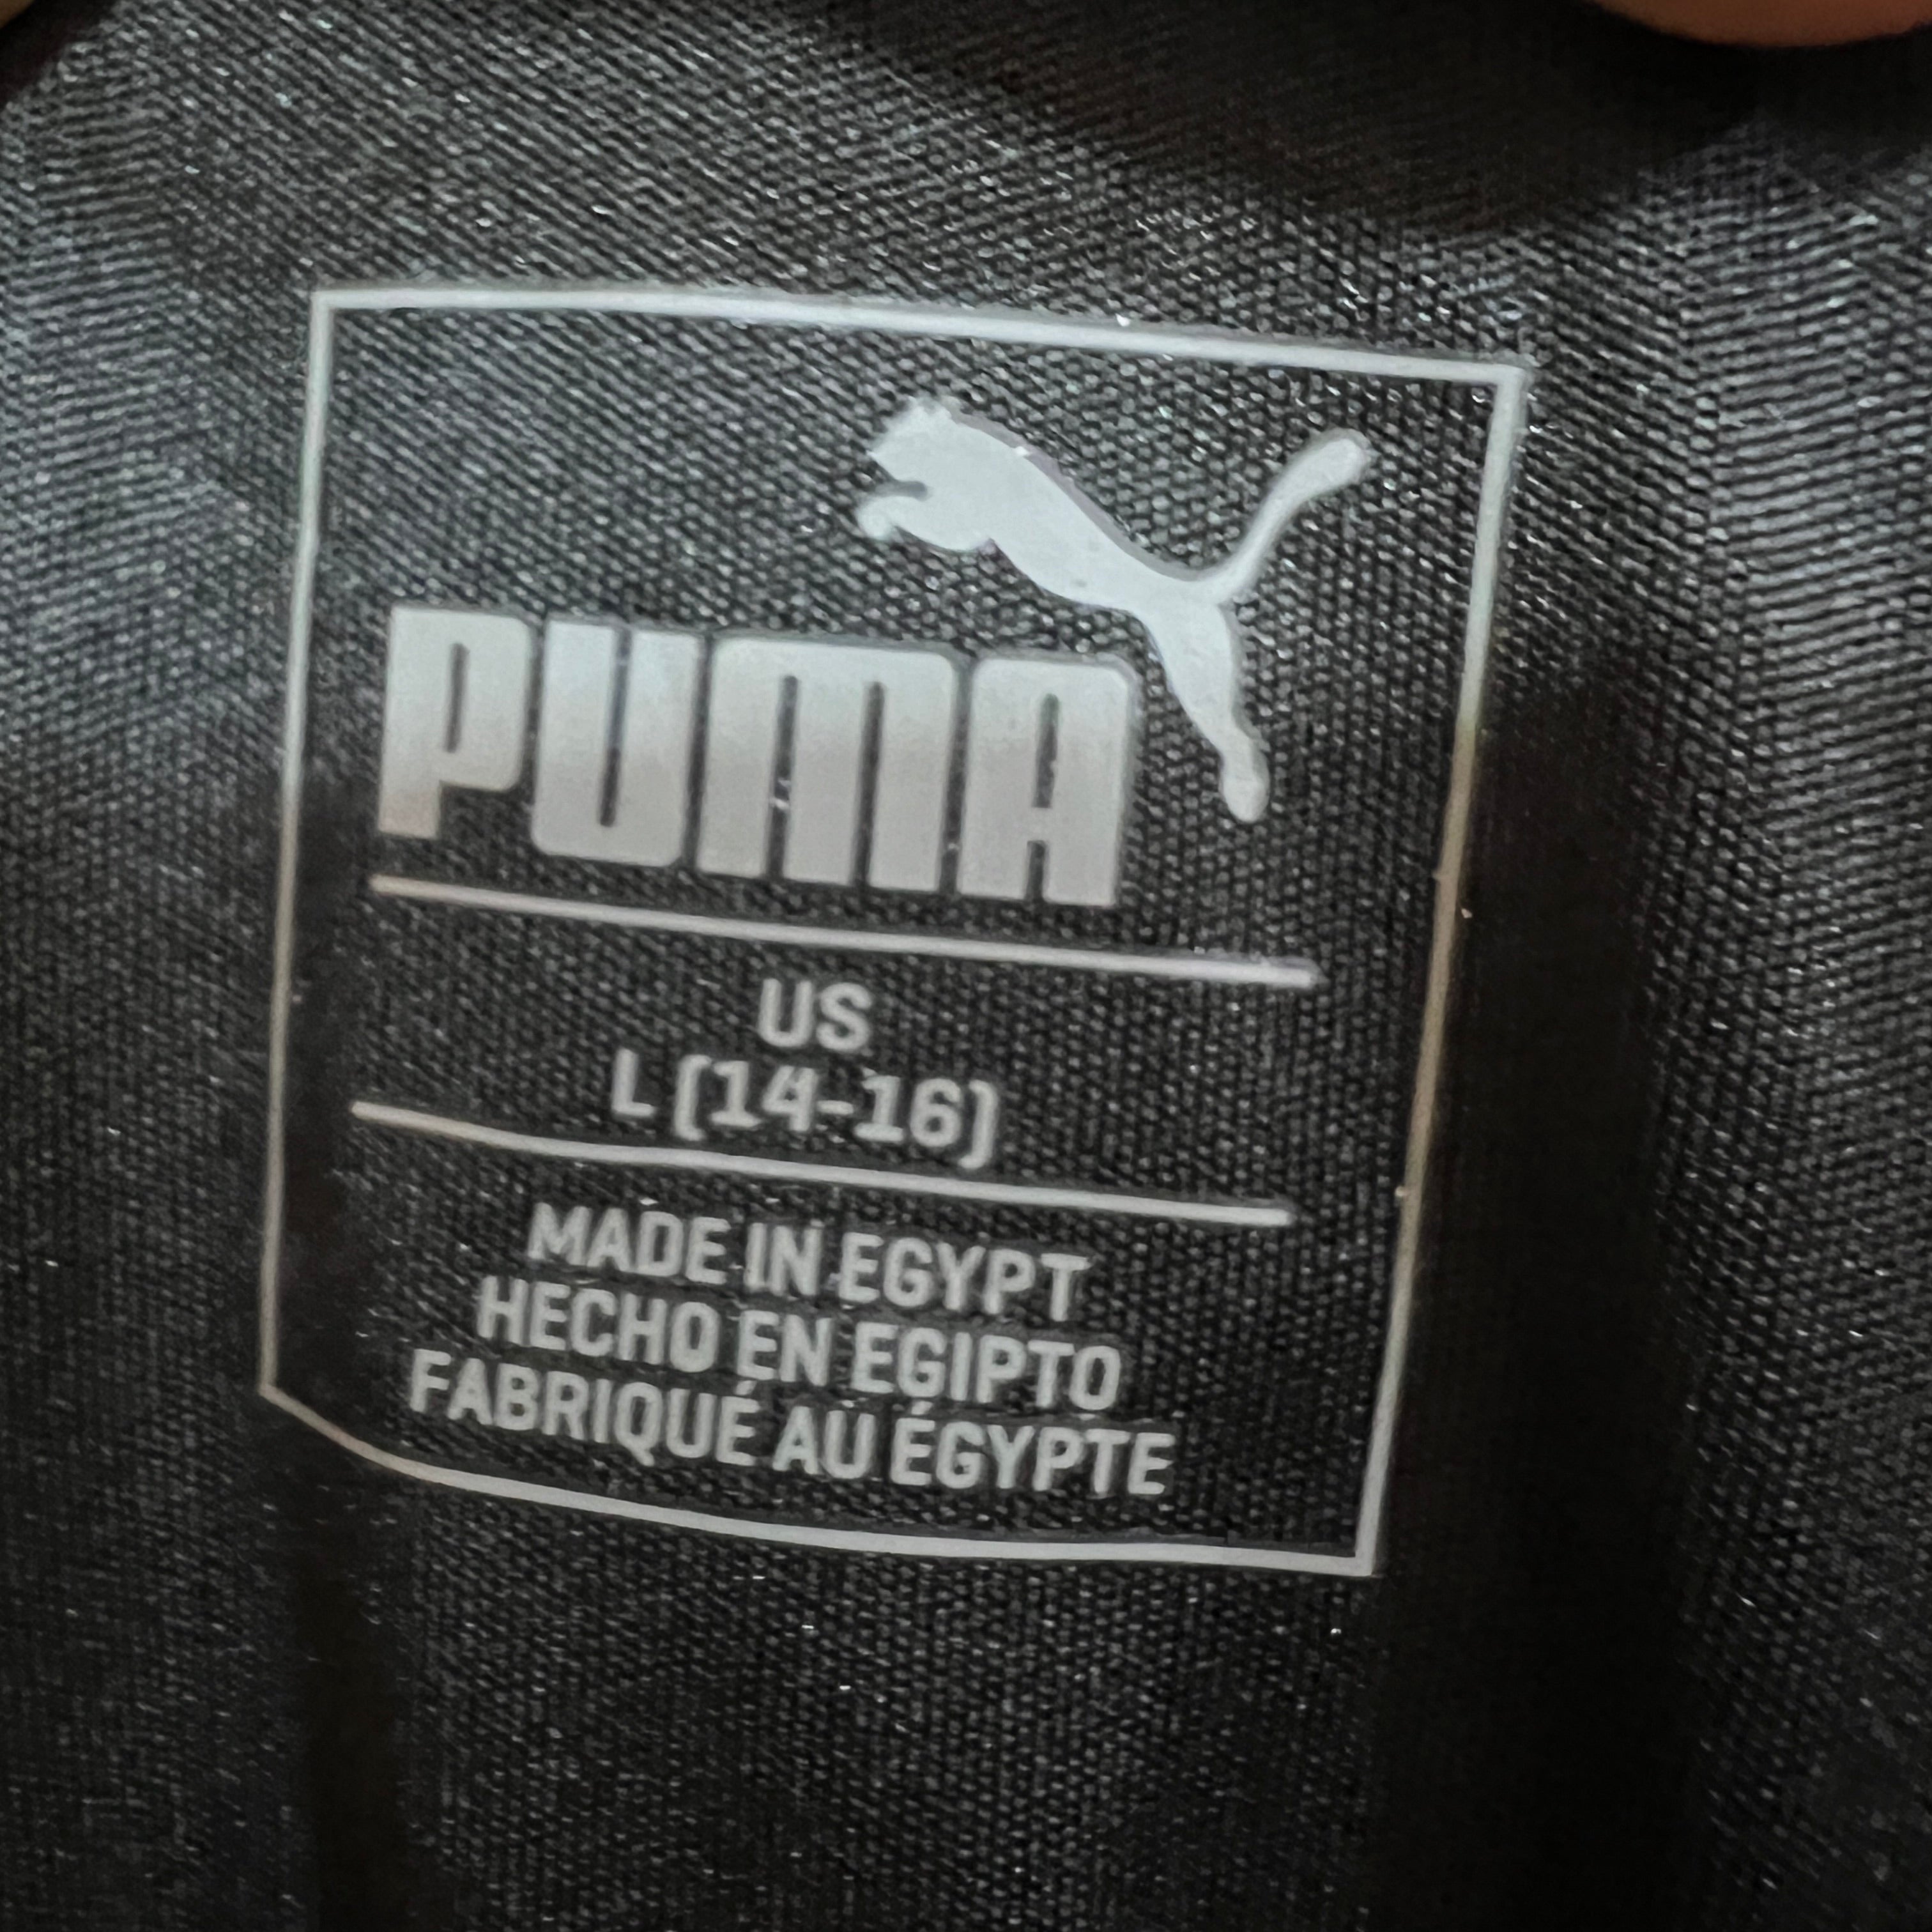 PUMA
US
L (14-16)
MADE IN EGYPT
HECHO EN EGIPTO
FABRIQUÉ AU ÉGYPTE